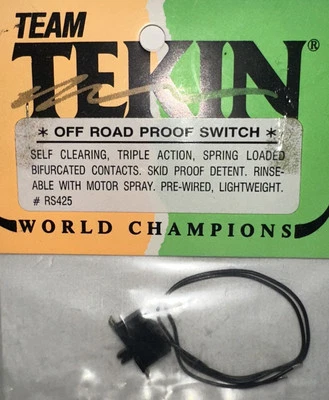 TEAM
TEKIN®
* OFF ROAD PROOF SWITCH *
SELF CLEARING, TRIPLE ACTION, SPRING LOADED
BIFURCATED CONTACTS. SKID PROOF DETENT. RINSE-
ABLE WITH MOTOR SPRAY. PRE-WIRED, LIGHTWEIGHT.
# RS425
WORLD CHAMPIONS